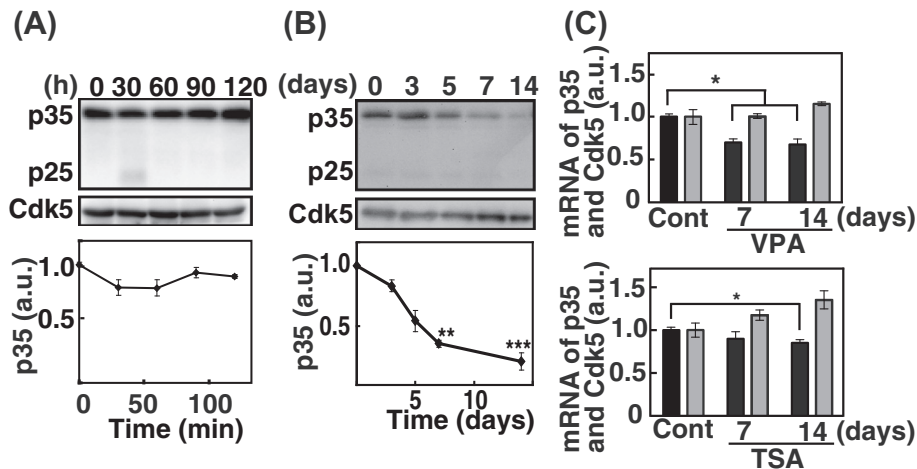 (A)
(h) 0 30 60 90 120
p35
p25
Cdk5
p35 (a.u.)
1.0
0.5
0 50 100
Time (min)
(B)
(days) 0 3 5 7 14
p35
p25
Cdk5
p35 (a.u.)
1.0
0.5
**
***
5 10
Time (days)
(C)
mRNA of p35
and Cdk5 (a.u.)
1.5
1.0
0.5
0
*
Cont 7 14 (days)
VPA
mRNA of p35
and Cdk5 (a.u.)
1.5
1.0
0.5
0
*
Cont 7 14 (days)
TSA